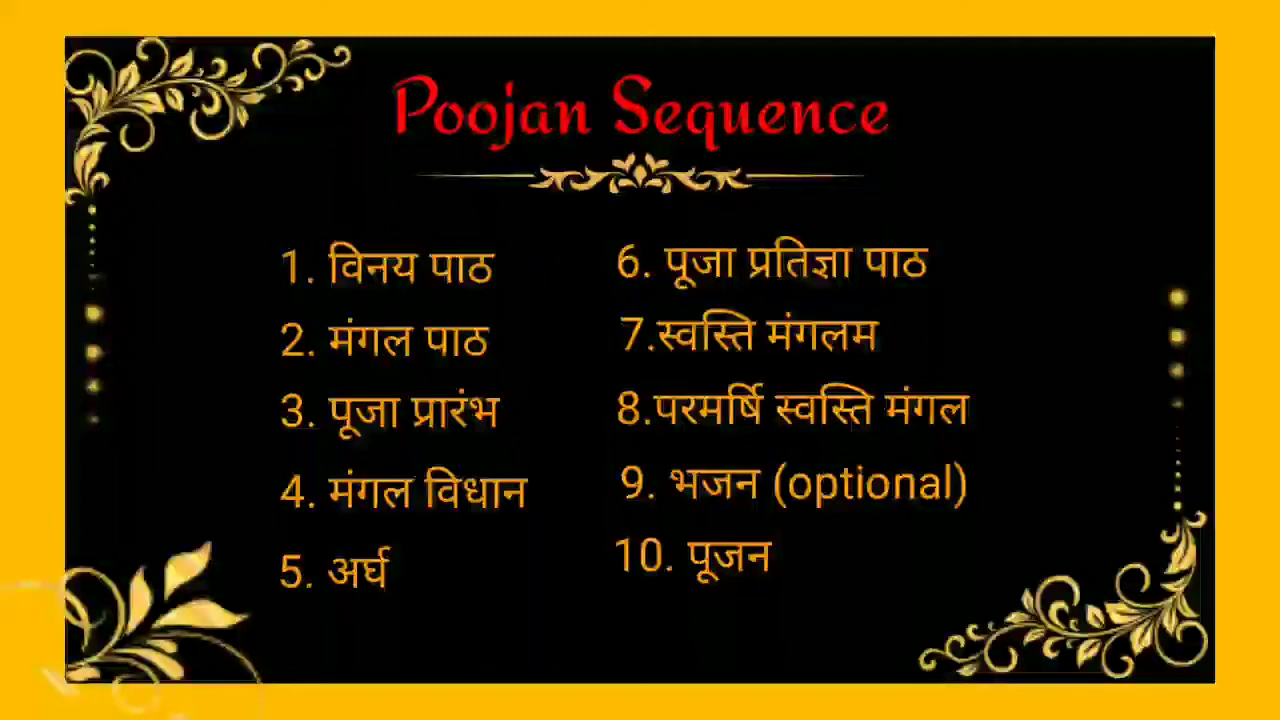 Poojan Sequence
1. विनय पाठ
2. मंगल पाठ
3. पूजा प्रारंभ
4. मंगल विधान
5. अर्घ
6. पूजा प्रतिज्ञा पाठ
7.स्वस्ति मंगलम
8.परमर्षि स्वस्ति मंगल
9. भजन (optional)
10. पूजन